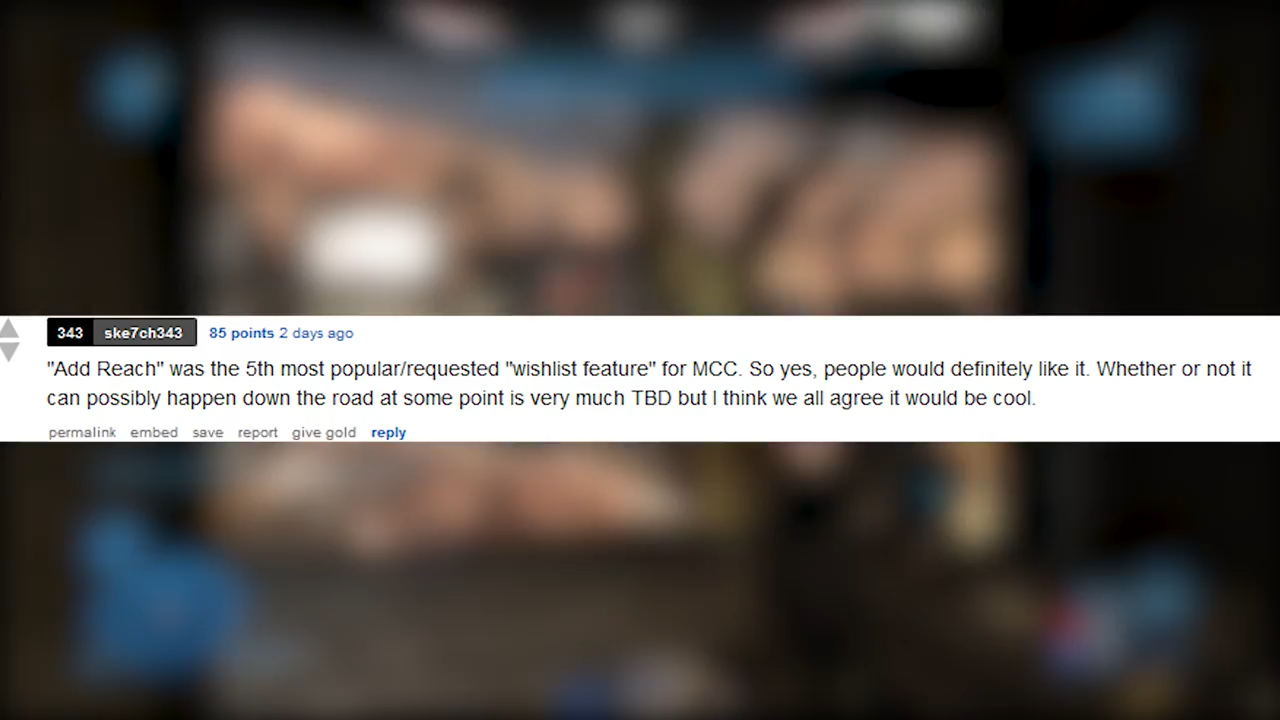 343 ske7ch343 85 points 2 days ago
"Add Reach" was the 5th most popular/requested "wishlist feature" for MCC. So yes, people would definitely like it. Whether or not it
can possibly happen down the road at some point is very much TBD but I think we all agree it would be cool.
permalink embed save report give gold reply